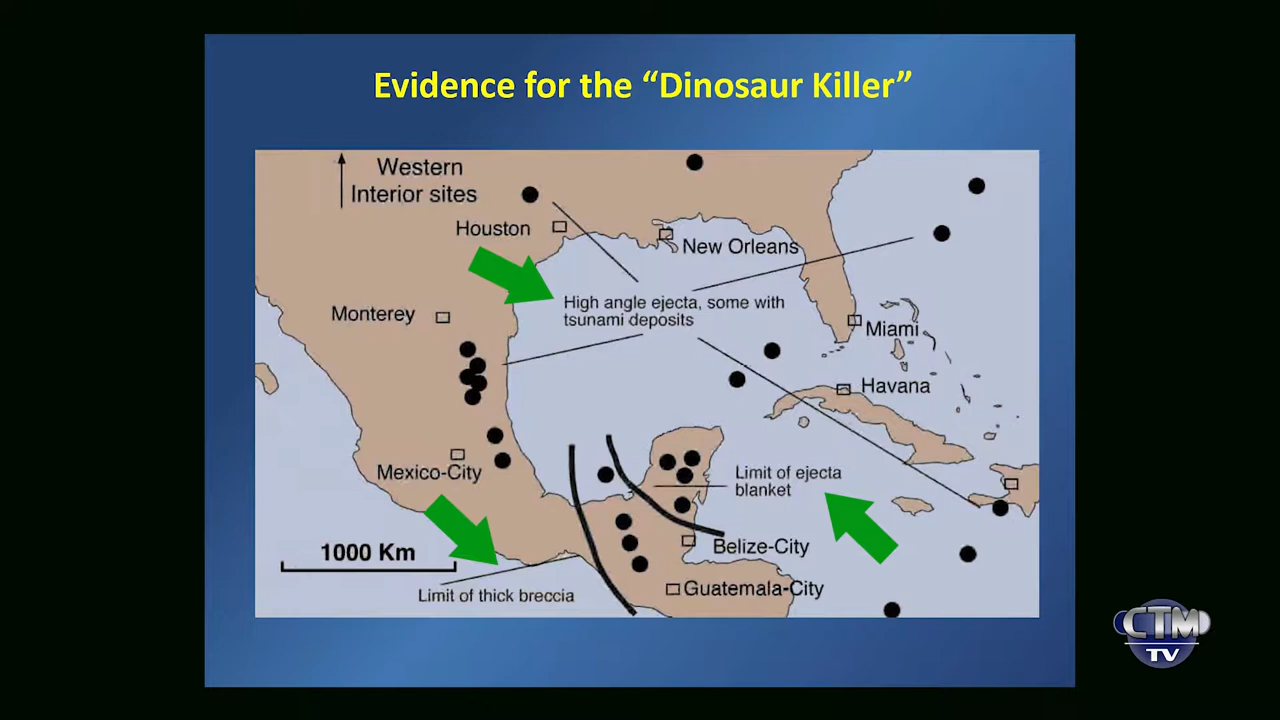 Evidence for the “Dinosaur Killer”
Western
Interior sites
Houston
New Orleans
High angle ejecta, some with
tsunami deposits
Monterey
Miami
Havana
Mexico-City
Limit of ejecta
blanket
1000 Km
Belize-City
Limit of thick breccia
Guatemala-City
CTM
TV